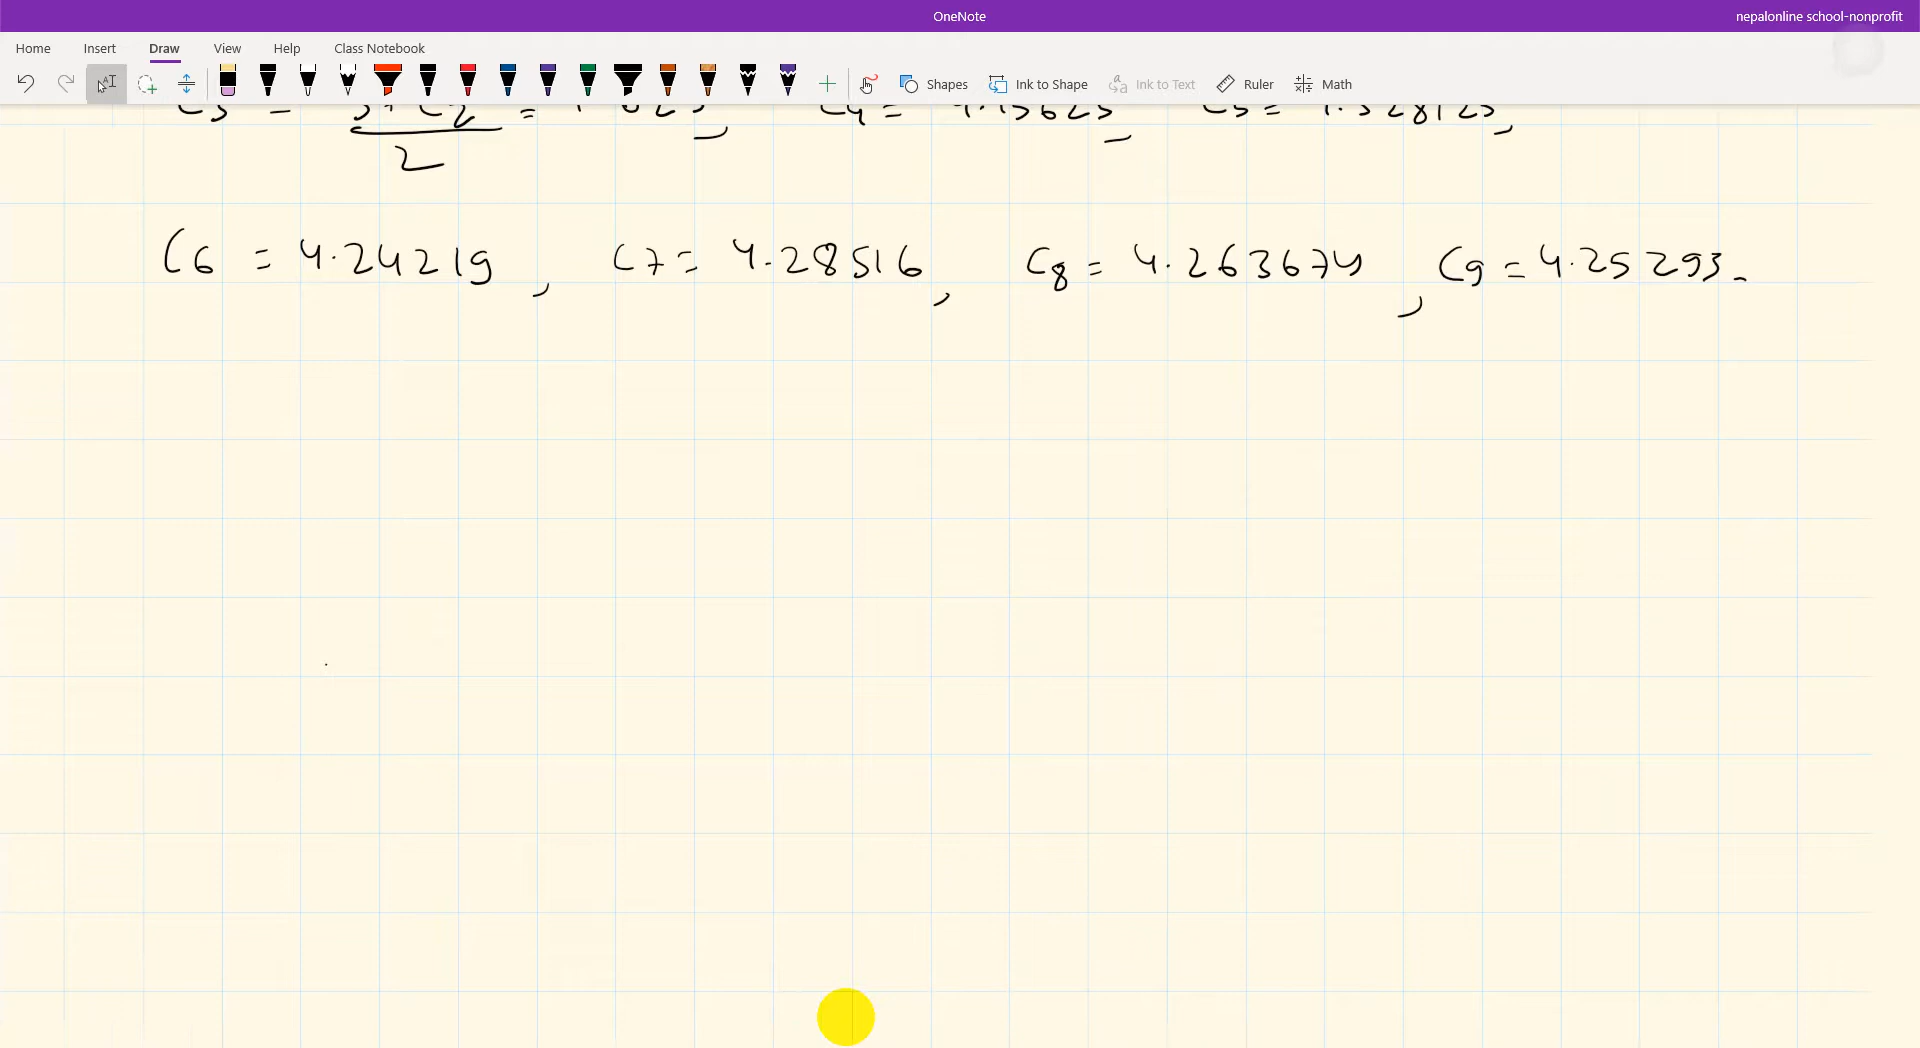 OneNote
nepalonline school-nonprofit
Home Insert Draw View Help Class Notebook
Shapes Ink to Shape Ink to Text Ruler Math
2
C6 = 4.24219 , C7 = 4.28516 , C8 = 4.263674 , C9 = 4.25293